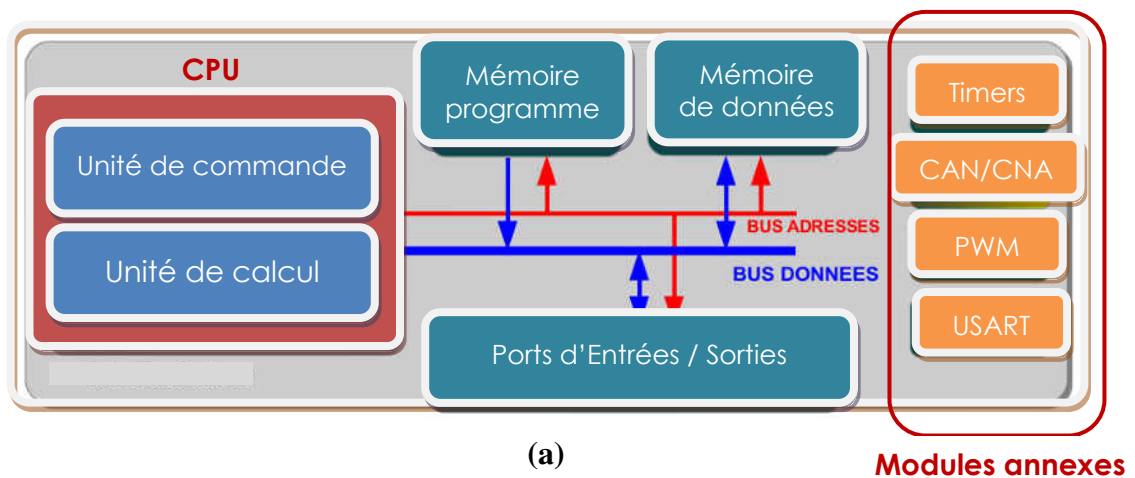 CPU
Unité de commande
Unité de calcul
Mémoire
programme
Mémoire
de données
BUS ADRESSES
BUS DONNEES
Ports d’Entrées / Sorties
Timers
CAN/CNA
PWM
USART
(a)
Modules annexes